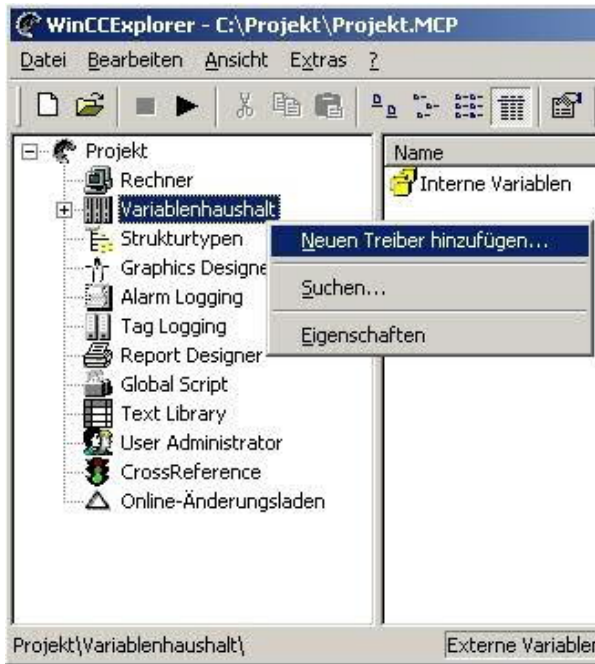 WinCCExplorer - C:\Projekt\Projekt.MCP
Datei Bearbeiten Ansicht Extras ?
Projekt
Rechner
Variablenhaushalt
Strukturtypen
Graphics Designe
Alarm Logging
Tag Logging
Report Designer
Global Script
Text Library
User Administrator
CrossReference
Online-Änderungsladen
Name
Interne Variablen
Neuen Treiber hinzufügen...
Suchen...
Eigenschaften
Projekt\Variablenhaushalt\
Externe Variablen